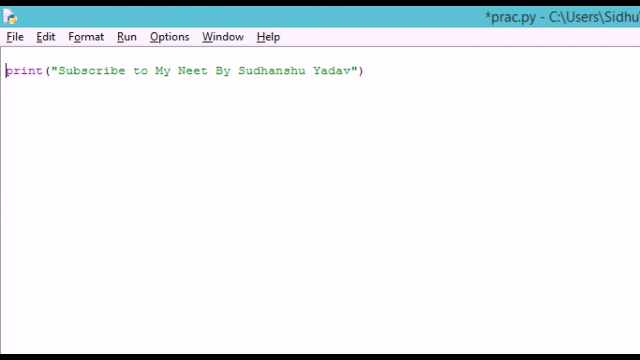 *prac.py - C:\Users\Sidhu\
File Edit Format Run Options Window Help
print("Subscribe to My Neet By Sudhanshu Yadav")